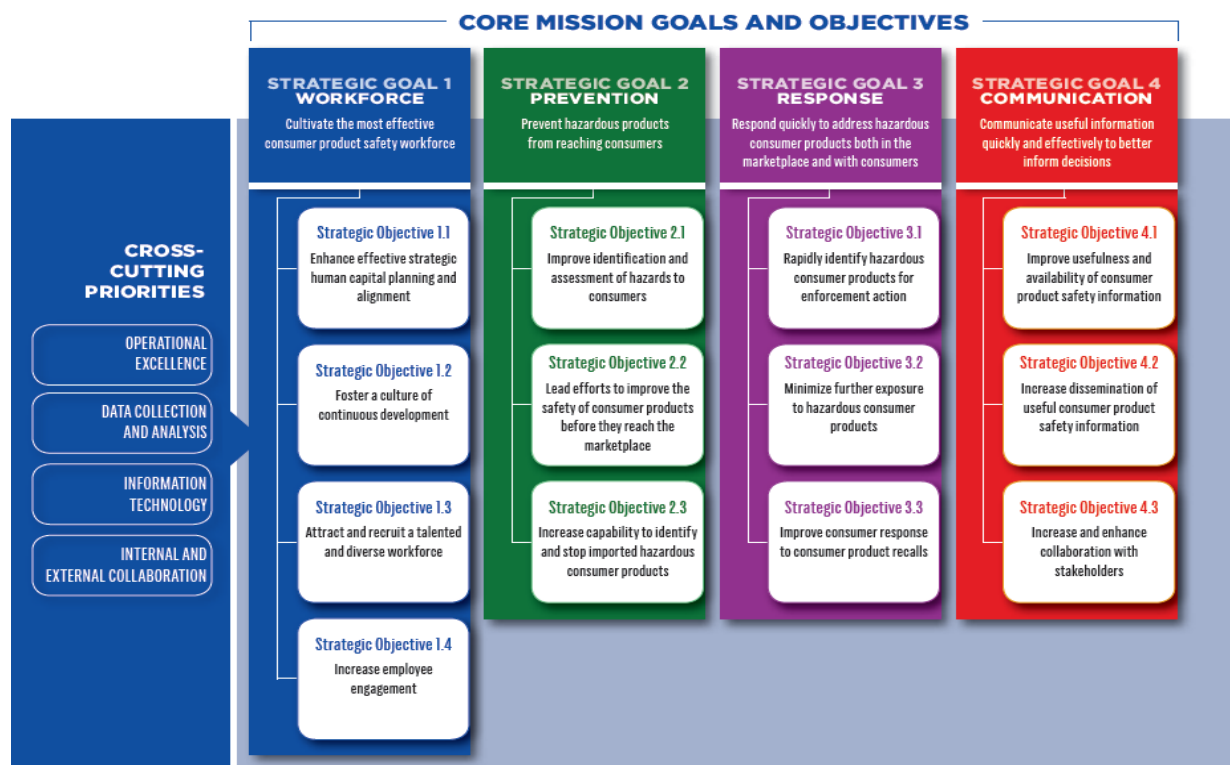 CORE MISSION GOALS AND OBJECTIVES
CROSS-
CUTTING
PRIORITIES
OPERATIONAL
EXCELLENCE
DATA COLLECTION
AND ANALYSIS
INFORMATION
TECHNOLOGY
INTERNAL AND
EXTERNAL COLLABORATION
STRATEGIC GOAL 1
WORKFORCE
Cultivate the most effective
consumer product safety workforce
Strategic Objective 1.1
Enhance effective strategic
human capital planning and
alignment
Strategic Objective 1.2
Foster a culture of
continuous development
Strategic Objective 1.3
Attract and recruit a talented
and diverse workforce
Strategic Objective 1.4
Increase employee
engagement
STRATEGIC GOAL 2
PREVENTION
Prevent hazardous products
from reaching consumers
Strategic Objective 2.1
Improve identification and
assessment of hazards to
consumers
Strategic Objective 2.2
Lead efforts to improve the
safety of consumer products
before they reach the
marketplace
Strategic Objective 2.3
Increase capability to identify
and stop imported hazardous
consumer products
STRATEGIC GOAL 3
RESPONSE
Respond quickly to address hazardous
consumer products both in the
marketplace and with consumers
Strategic Objective 3.1
Rapidly identify hazardous
consumer products for
enforcement action
Strategic Objective 3.2
Minimize further exposure
to hazardous consumer
products
Strategic Objective 3.3
Improve consumer response
to consumer product recalls
STRATEGIC GOAL 4
COMMUNICATION
Communicate useful information
quickly and effectively to better
inform decisions
Strategic Objective 4.1
Improve usefulness and
availability of consumer
product safety information
Strategic Objective 4.2
Increase dissemination of
useful consumer product
safety information
Strategic Objective 4.3
Increase and enhance
collaboration with
stakeholders